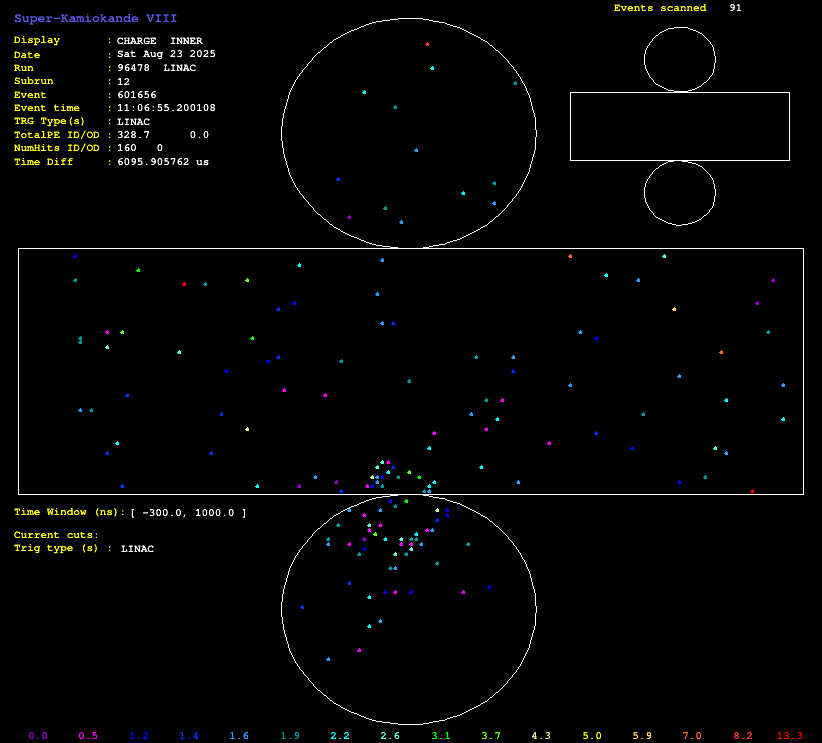 Super-Kamiokande VIII
Events scanned 91
Display : CHARGE INNER
Date : Sat Aug 23 2025
Run : 96478 LINAC
Subrun : 12
Event : 601656
Event time : 11:06:55.200108
TRG Type(s) : LINAC
TotalPE ID/OD : 328.7 0.0
NumHits ID/OD : 160 0
Time Diff : 6095.905762 us
Time Window (ns): [ -300.0, 1000.0 ]
Current cuts:
Trig type (s) : LINAC
0.0 0.5 1.2 1.4 1.6 1.9 2.2 2.6 3.1 3.7 4.3 5.0 5.9 7.0 8.2 13.3